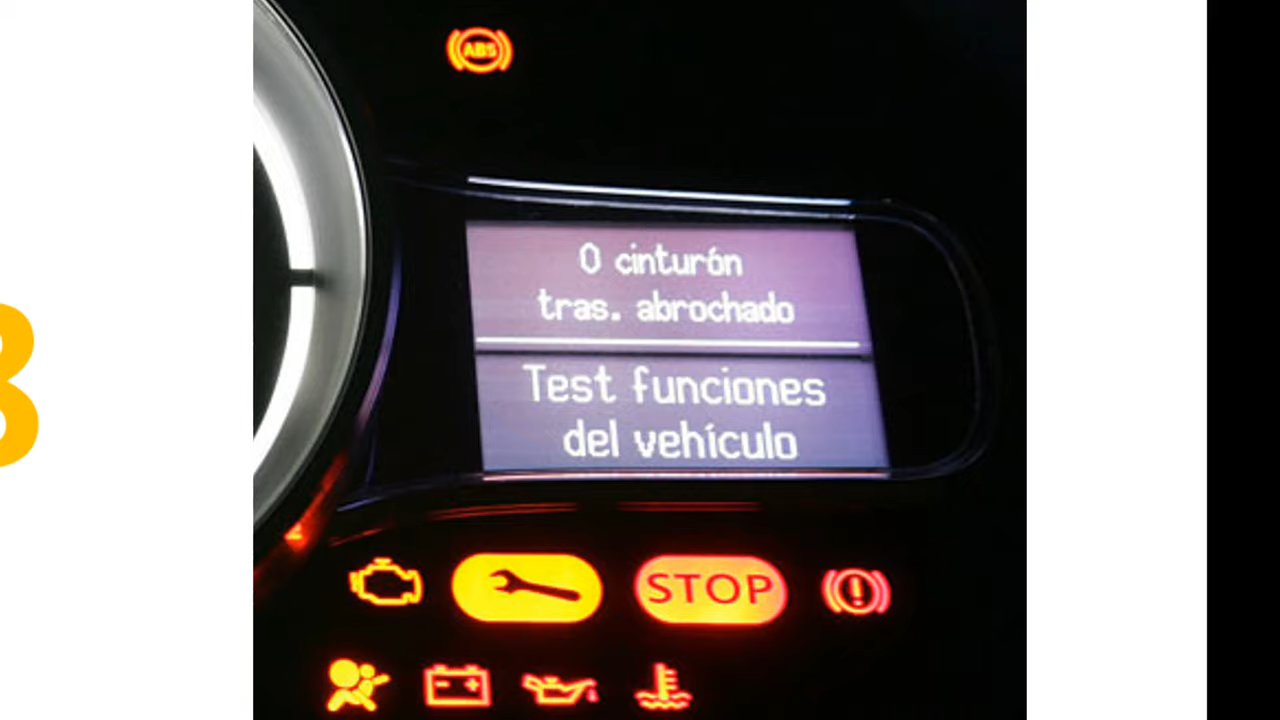 ABS
0 cinturón
tras. abrochado
Test funciones
del vehículo
STOP